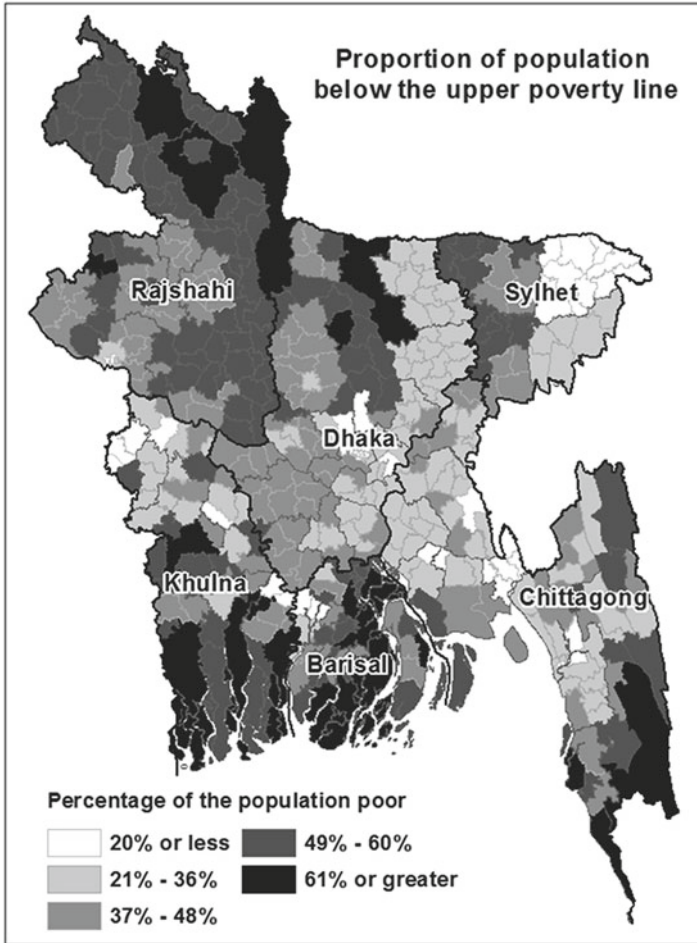 Proportion of population
below the upper poverty line
Rajshahi
Sylhet
Dhaka
Khulna
Chittagong
Barisal
Percentage of the population poor
20% or less
49% - 60%
21% - 36%
61% or greater
37% - 48%